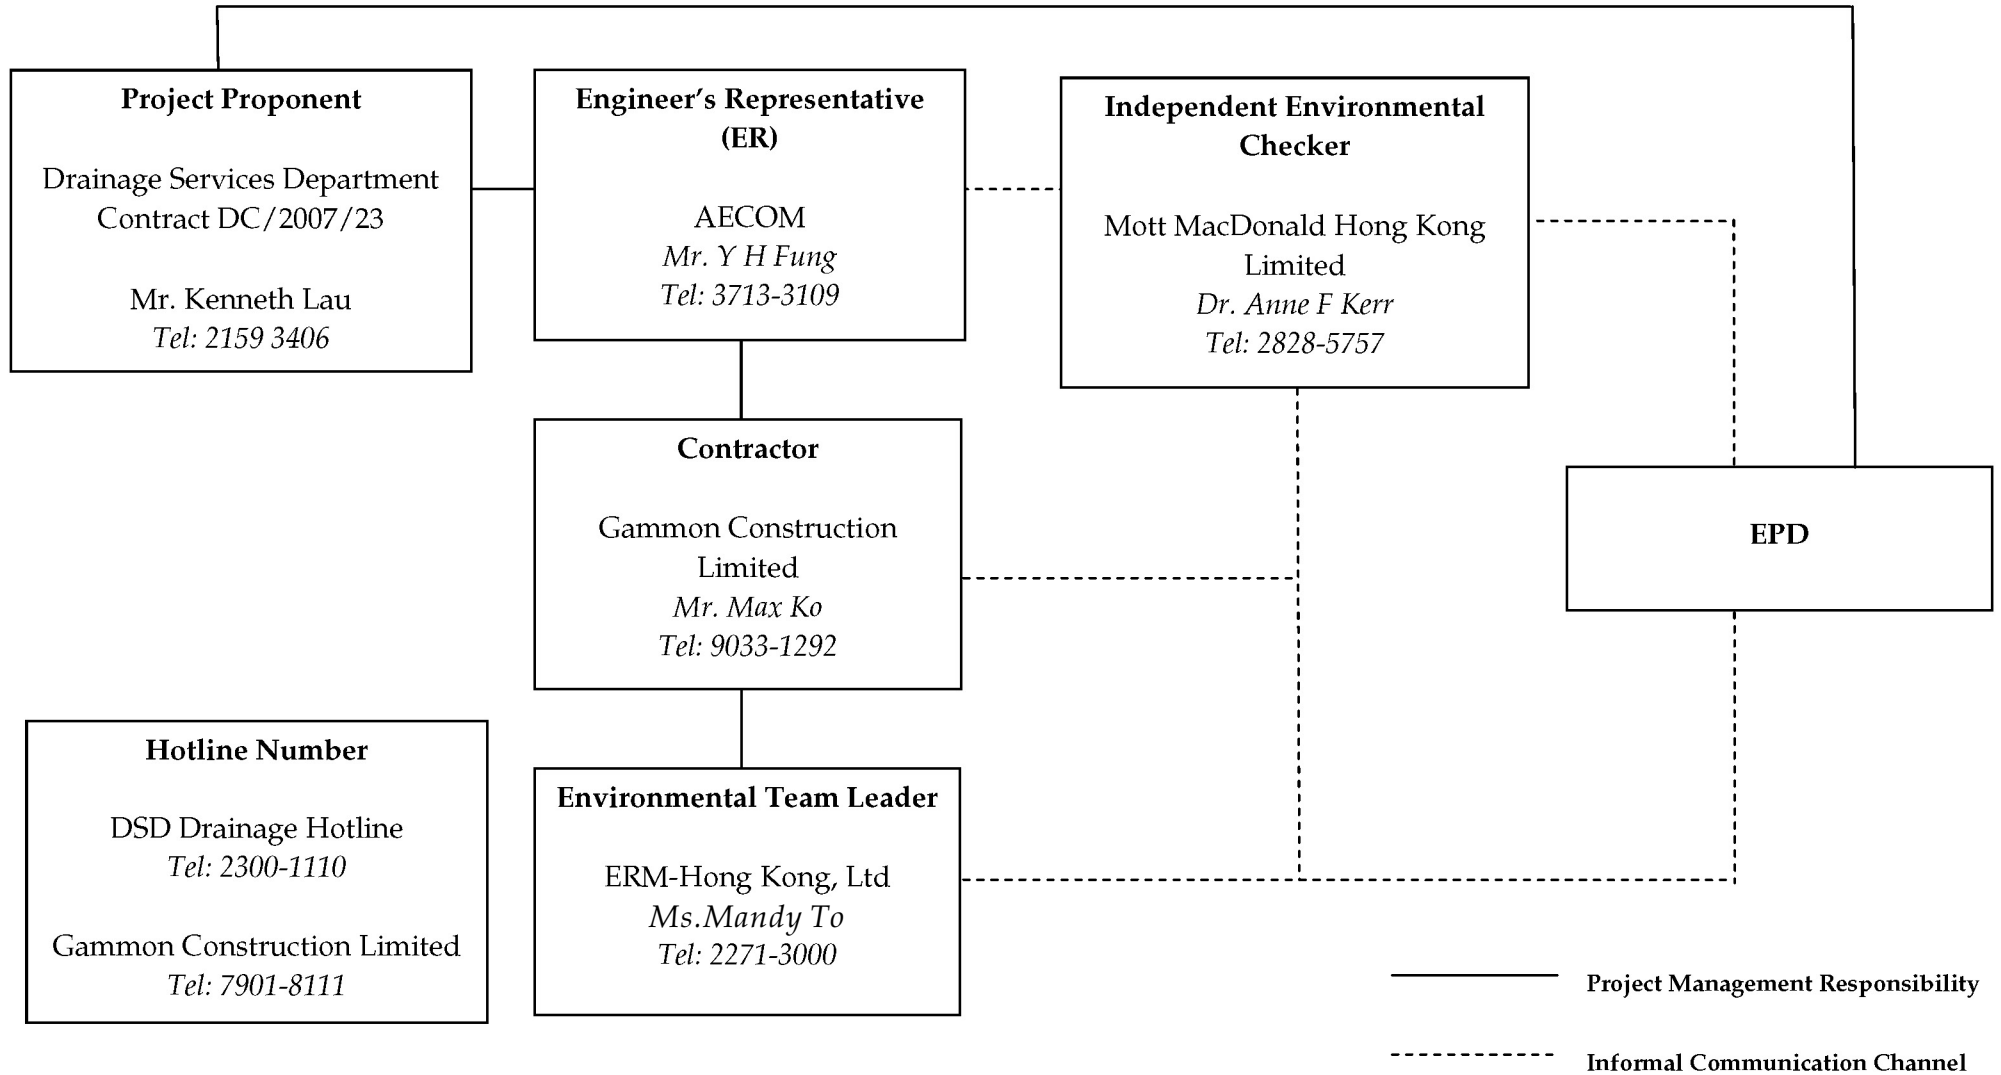 Project Proponent
Drainage Services Department
Contract DC/2007/23
Mr. Kenneth Lau
Tel: 2159 3406
Engineer's Representative
(ER)
AECOM
Mr. Y H Fung
Tel: 3713-3109
Independent Environmental
Checker
Mott MacDonald Hong Kong
Limited
Dr. Anne F Kerr
Tel: 2828-5757
Contractor
Gammon Construction
Limited
Mr. Max Ko
Tel: 9033-1292
EPD
Hotline Number
DSD Drainage Hotline
Tel: 2300-1110
Gammon Construction Limited
Tel: 7901-8111
Environmental Team Leader
ERM-Hong Kong, Ltd
Ms.Mandy To
Tel: 2271-3000
Project Management Responsibility
Informal Communication Channel